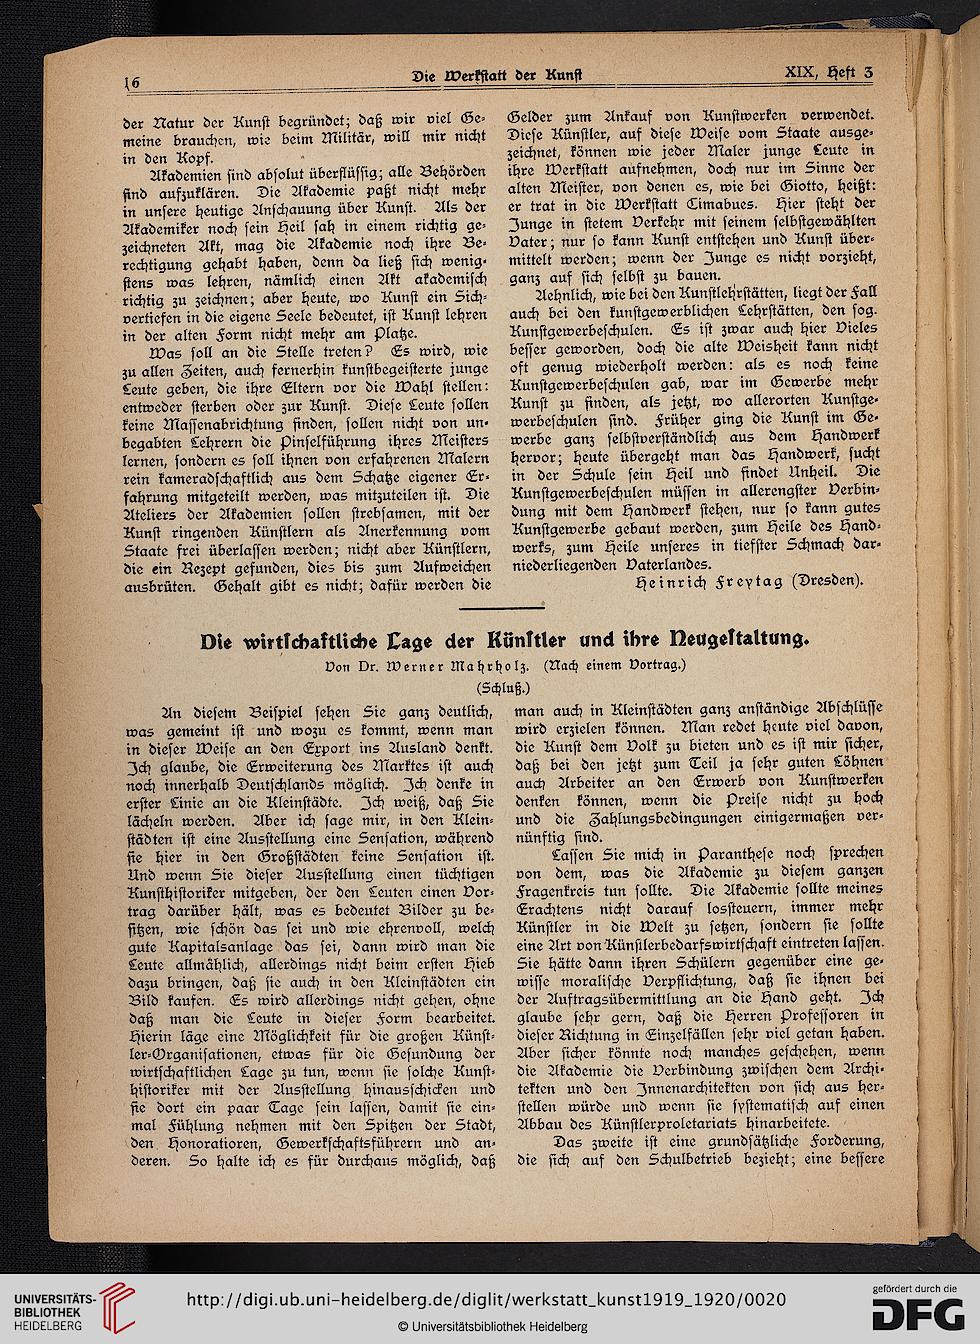 16
Die Werkstatt der Kunst
XIX, Heft 3
der Natur der Kunst begründet; daß wir viel Ge-
meine brauchen, wie beim Militär, will mir nicht
in den Kopf.
Akademien sind absolut überflüssig; alle Behörden
sind aufzuklären. Die Akademie paßt nicht mehr
in unsere heutige Anschauung über Kunst. Als der
Akademiker noch sein Heil sah in einem richtig ge-
zeichneten Akt, mag die Akademie noch ihre Be-
rechtigung gehabt haben, denn da ließ sich wenig-
stens was lehren, nämlich einen Akt akademisch
richtig zu zeichnen; aber heute, wo Kunst ein Sich-
vertiefen in die eigene Seele bedeutet, ist Kunst lehren
in der alten Form nicht mehr am Platze.
Was soll an die Stelle treten? Es wird, wie
zu allen Zeiten, auch fernerhin kunstbegeisterte junge
Leute geben, die ihre Eltern vor die Wahl stellen:
entweder sterben oder zur Kunst. Diese Leute sollen
keine Massenabrichtung finden, sollen nicht von un-
begabten Lehrern die Pinselführung ihres Meisters
lernen, sondern es soll ihnen von erfahrenen Malern
rein kameradschaftlich aus dem Schatze eigener Er-
fahrung mitgeteilt werden, was mitzuteilen ist. Die
Ateliers der Akademien sollen strebsamen, mit der
Kunst ringenden Künstlern als Anerkennung vom
Staate frei überlassen werden; nicht aber Künstlern,
die ein Rezept gefunden, dies bis zum Aufweichen
ausbrüten. Gehalt gibt es nicht; dafür werden die
Gelder zum Ankauf von Kunstwerken verwendet.
Diese Künstler, auf diese Weise vom Staate ausge-
zeichnet, können wie jeder Maler junge Leute in
ihre Werkstatt aufnehmen, doch nur im Sinne der
alten Meister, von denen es, wie bei Giotto, heißt:
er trat in die Werkstatt Cimabues. Hier steht der
Junge in stetem Verkehr mit seinem selbstgewählten
Vater; nur so kann Kunst entstehen und Kunst über-
mittelt werden; wenn der Junge es nicht vorzieht,
ganz auf sich selbst zu bauen.
Aehnlich, wie bei den Kunstlehrstätten, liegt der Fall
auch bei den kunstgewerblichen Lehrstätten, den sog.
Kunstgewerbeschulen. Es ist zwar auch hier Vieles
besser geworden, doch die alte Weisheit kann nicht
oft genug wiederholt werden: als es noch keine
Kunstgewerbeschulen gab, war im Gewerbe mehr
Kunst zu finden, als jetzt, wo allerorten Kunstge-
werbeschulen sind. Früher ging die Kunst im Ge-
werbe ganz selbstverständlich aus dem Handwerk
hervor; heute übergeht man das Handwerk, sucht
in der Schule sein Heil und findet Unheil. Die
Kunstgewerbeschulen müssen in allerengster Verbin-
dung mit dem Handwerk stehen, nur so kann gutes
Kunstgewerbe gebaut werden, zum Heile des Hand-
werks, zum Heile unseres in tiefster Schmach dar-
niederliegenden Vaterlandes.
Heinrich Freytag (Dresden).
Die wirtschaftliche Lage der Künstler und ihre Neugestaltung.
Von Dr. Werner Mahrholz. (Nach einem Vortrag.)
(Schluß.)
An diesem Beispiel sehen Sie ganz deutlich,
was gemeint ist und wozu es kommt, wenn man
in dieser Weise an den Export ins Ausland denkt.
Ich glaube, die Erweiterung des Marktes ist auch
noch innerhalb Deutschlands möglich. Ich denke in
erster Linie an die Kleinstädte. Ich weiß, daß Sie
lächeln werden. Aber ich sage mir, in den Klein-
städten ist eine Ausstellung eine Sensation, während
sie hier in den Großstädten keine Sensation ist.
Und wenn Sie dieser Ausstellung einen tüchtigen
Kunsthistoriker mitgeben, der den Leuten einen Vor-
trag darüber hält, was es bedeutet Bilder zu be-
sitzen, wie schön das sei und wie ehrenvoll, welch
gute Kapitalsanlage das sei, dann wird man die
Leute allmählich, allerdings nicht beim ersten Hieb
dazu bringen, daß sie auch in den Kleinstädten ein
Bild kaufen. Es wird allerdings nicht gehen, ohne
daß man die Leute in dieser Form bearbeitet.
Hierin läge eine Möglichkeit für die großen Künst-
ler-Organisationen, etwas für die Gesundung der
wirtschaftlichen Lage zu tun, wenn sie solche Kunst-
historiker mit der Ausstellung hinausschicken und
sie dort ein paar Tage sein lassen, damit sie ein-
mal Fühlung nehmen mit den Spitzen der Stadt,
den Honoratioren, Gewerkschaftsführern und an-
deren. So halte ich es für durchaus möglich, daß
man auch in Kleinstädten ganz anständige Abschlüsse
wird erzielen können. Man redet heute viel davon,
die Kunst dem Volk zu bieten und es ist mir sicher,
daß bei den jetzt zum Teil ja sehr guten Löhnen
auch Arbeiter an den Erwerb von Kunstwerken
denken können, wenn die Preise nicht zu hoch
und die Zahlungsbedingungen einigermaßen ver-
nünftig sind.
Lassen Sie mich in Paranthese noch sprechen
von dem, was die Akademie zu diesem ganzen
Fragenkreis tun sollte. Die Akademie sollte meines
Erachtens nicht darauf lossteuern, immer mehr
Künstler in die Welt zu setzen, sondern sie sollte
eine Art von Künstlerbedarfswirtschaft eintreten lassen.
Sie hätte dann ihren Schülern gegenüber eine ge-
wisse moralische Verpflichtung, daß sie ihnen bei
der Auftragsübermittlung an die Hand geht. Ich
glaube sehr gern, daß die Herren Professoren in
dieser Richtung in Einzelfällen sehr viel getan haben.
Aber sicher könnte noch manches geschehen, wenn
die Akademie die Verbindung zwischen dem Archi-
tekten und den Innenarchitekten von sich aus her-
stellen würde und wenn sie systematisch auf einen
Abbau des Künstlerproletariats hinarbeitete.
Das zweite ist eine grundsätzliche Forderung,
die sich auf den Schulbetrieb bezieht; eine bessere
UNIVERSITÄTS-
BIBLIOTHEK
HEIDELBERG
http://digi.ub.uni-heidelberg.de/diglit/werkstatt_kunst1919_1920/0020
© Universitätsbibliothek Heidelberg
gefördert durch die
DFG